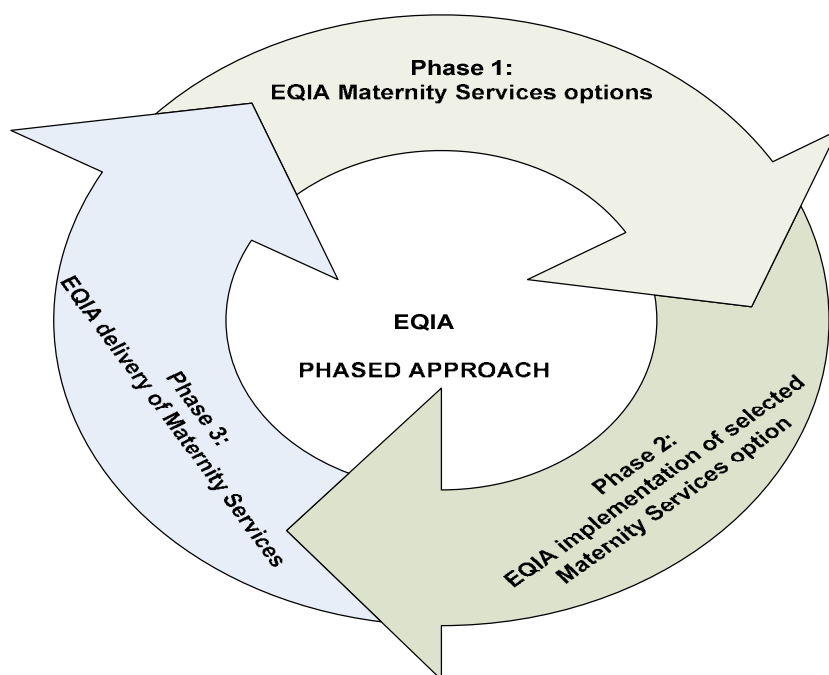 Phase 1:
EQIA Maternity Services options
EQIA
PHASED APPROACH
Phase 2:
EQIA implementation of selected
Maternity Services option
Phase 3:
EQIA delivery of Maternity Services